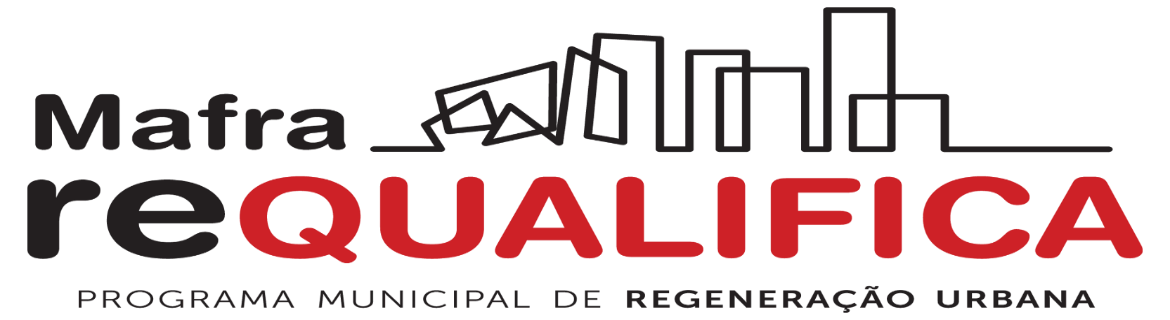 Mafra
reQUALIFICA
PROGRAMA MUNICIPAL DE REGENERAÇÃO URBANA